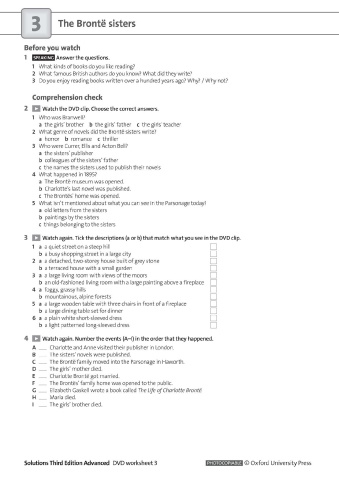 3 The Brontë sisters
Before you watch
1 SPEAKING Answer the questions.
1 What kinds of books do you like reading?
2 What famous British authors do you know? What did they write?
3 Do you enjoy reading books written over a hundred years ago? Why? / Why not?
Comprehension check
2 Watch the DVD clip. Choose the correct answers.
1 Who was Branwell?
a the girls' brother b the girls' father c the girls' teacher
2 What genre of novels did the Brontë sisters write?
a horror b romance c thriller
3 Who were Currer, Ellis and Acton Bell?
a the sisters' publisher
b colleagues of the sisters' father
c the names the sisters used to publish their novels
4 What happened in 1895?
a The Brontë museum was opened.
b Charlotte's last novel was published.
c The Brontës' home was opened.
5 What isn't mentioned about what you can see in the Parsonage today?
a old letters from the sisters
b paintings by the sisters
c things belonging to the sisters
3 Watch again. Tick the descriptions (a or b) that match what you see in the DVD clip.
1 a a quiet street on a steep hill
b a busy shopping street in a large city
2 a a detached, two-storey house built of grey stone
b a terraced house with a small garden
3 a a large living room with views of the moors
b an old-fashioned living room with a large painting above a fireplace
4 a foggy, grassy hills
b mountainous, alpine forests
5 a a large wooden table with three chairs in front of a fireplace
b a large dining table set for dinner
6 a a plain white short-sleeved dress
b a light patterned long-sleeved dress
4 Watch again. Number the events (A–I) in the order that they happened.
A ___ Charlotte and Anne visited their publisher in London.
B ___ The sisters' novels were published.
C ___ The Brontë family moved into the Parsonage in Haworth.
D ___ The girls' mother died.
E ___ Charlotte Brontë got married.
F ___ The Brontës' family home was opened to the public.
G ___ Elizabeth Gaskell wrote a book called The Life of Charlotte Brontë.
H ___ Maria died.
I ___ The girls' brother died.
Solutions Third Edition Advanced DVD worksheet 3 PHOTOCOPIABLE © Oxford University Press